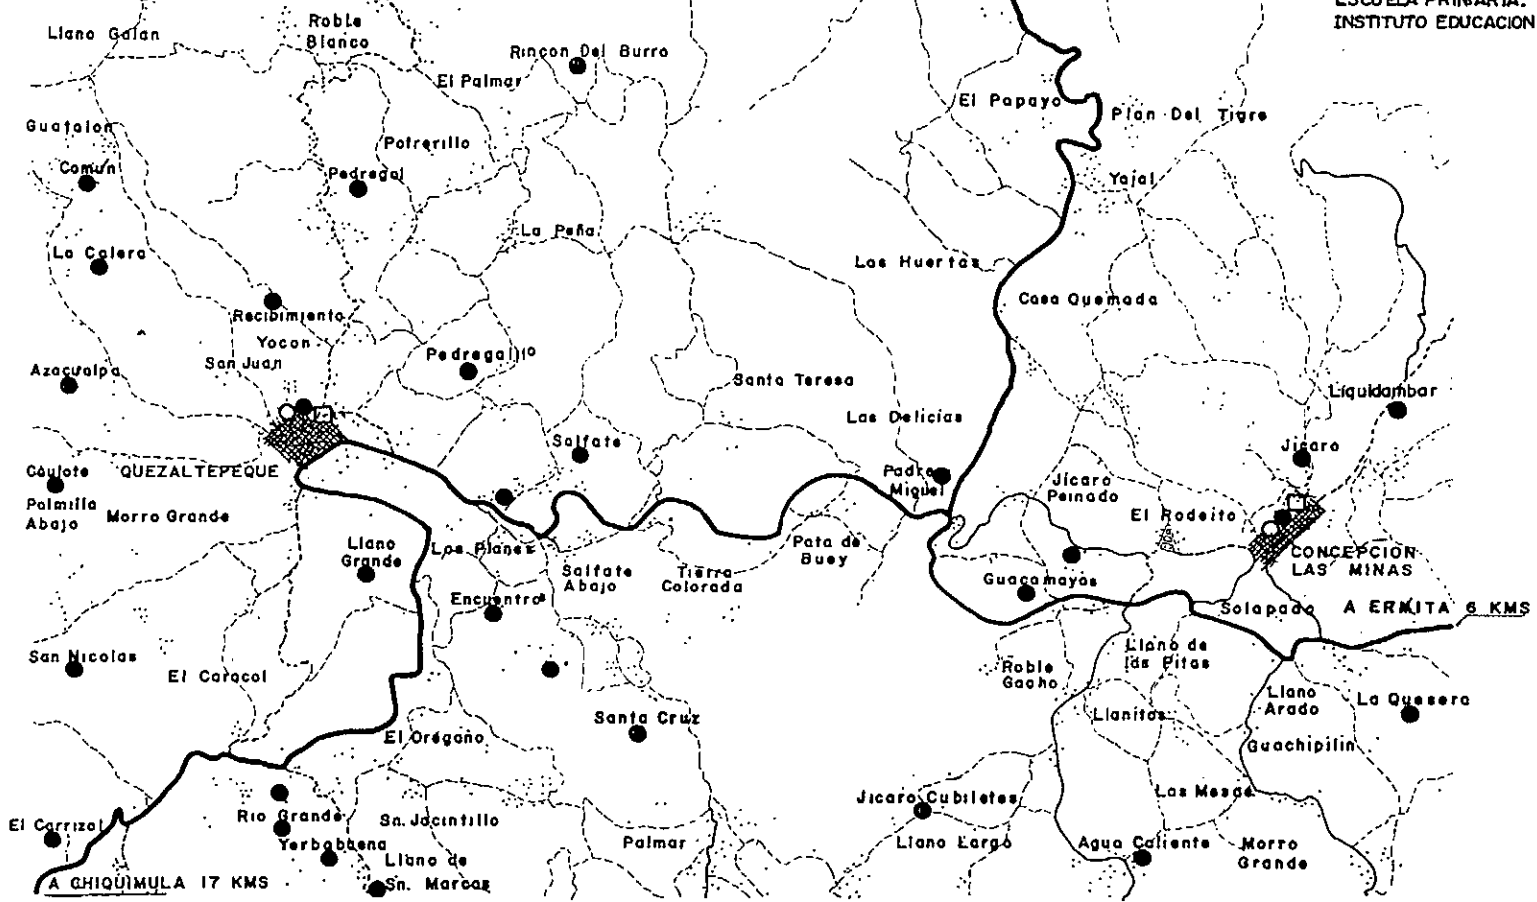 ESCUELA PRIMARIA.
INSTITUTO EDUCACION
Llano Galan
Roble
Blanco
Rincon Del Burro
El Palmar
El Papayo
Plan Del Tigre
Guatalon
Potrerillo
Comun
Pedregal
Yajal
La Peña
La Calera
Las Huertas
Casa Quemada
Recibimiento
Yocon
San Juan
Pedregalito
Azacualpa
Santa Teresa
Liquidambar
Las Delicias
Salfate
Jicaro
Padre
Miguel
Jícaro
Peinado
Caulote
QUEZALTEPEQUE
Palmilla
Abajo
Morro Grande
El Rodeito
Llano
Grande
Los Planes
Pata de
Buey
CONCEPCION
LAS MINAS
Salfate
Abajo
Tierra
Colorada
Guacamayas
Encuentros
Solapado
A ERMITA 6 KMS
San Nicolas
El Caracol
Llano de
las Pitas
Roble
Gacho
Llano
Arado
La Quesera
Santa Cruz
Llanitos
El Orégano
Guachipilin
Jicaro Cubiletes
Las Mesas
El Carrizal
Rio Grande
Sn. Jacintillo
Yerbabuena
Palmar
Llano Largo
Agua Caliente
Morro
Grande
Llano de
Sn. Marcos
A CHIQUIMULA 17 KMS